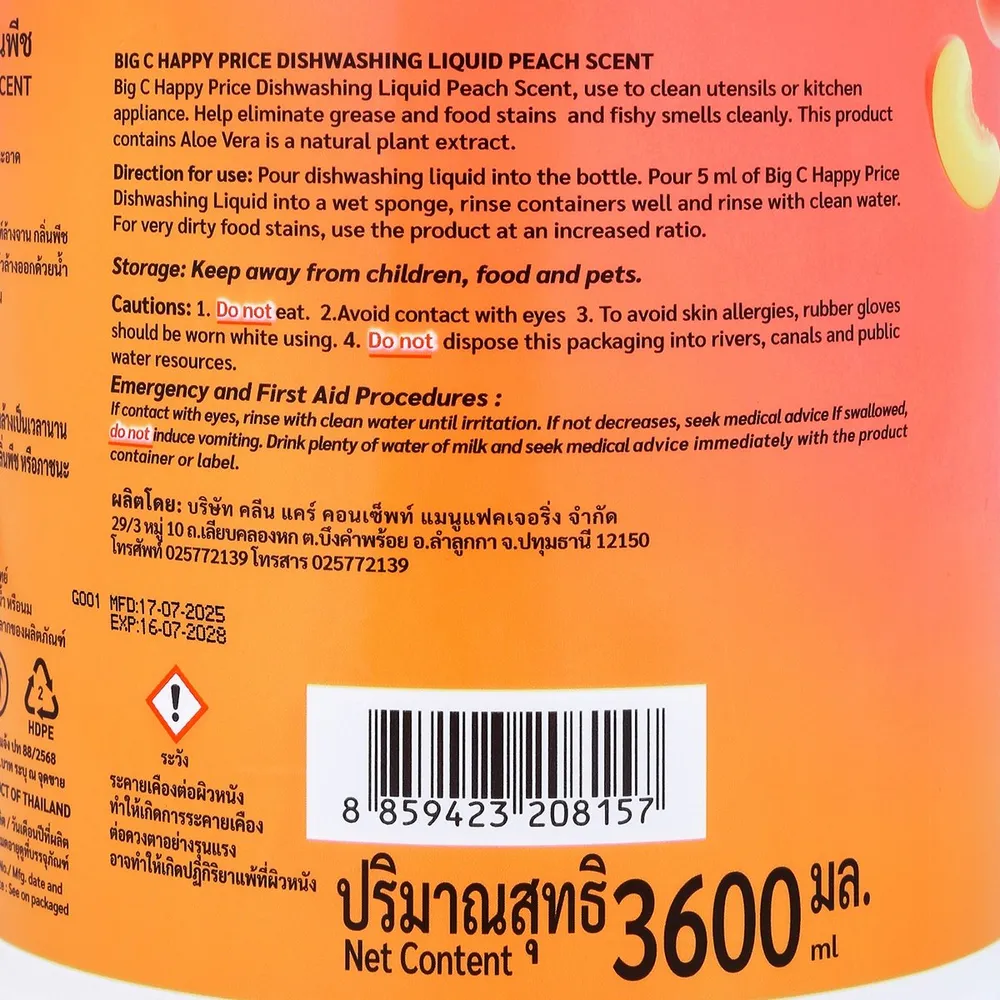 CENT
BIG C HAPPY PRICE DISHWASHING LIQUID PEACH SCENT
Big C Happy Price Dishwashing Liquid Peach Scent, use to clean utensils or kitchen
appliance. Help eliminate grease and food stains and fishy smells cleanly. This product
contains Aloe Vera is a natural plant extract.
Direction for use: Pour dishwashing liquid into the bottle. Pour 5 ml of Big C Happy Price
Dishwashing Liquid into a wet sponge, rinse containers well and rinse with clean water.
For very dirty food stains, use the product at an increased ratio.
Storage: Keep away from children, food and pets.
Cautions: 1. Do not eat. 2.Avoid contact with eyes 3. To avoid skin allergies, rubber gloves
should be worn white using. 4. Do not dispose this packaging into rivers, canals and public
water resources.
Emergency and First Aid Procedures :
If contact with eyes, rinse with clean water until irritation. If not decreases, seek medical advice If swallowed,
do not induce vomiting. Drink plenty of water of milk and seek medical advice immediately with the product
container or label.
ผลิตโดย: บริษัท คลีน แคร์ คอนเซ็พท์ แมนูแฟคเจอริ่ง จำกัด
29/3 หมู่ 10 ถ.เลียบคลองหก ต.บึงคำพร้อย อ.ลำลูกกา จ.ปทุมธานี 12150
โทรศัพท์ 025772139 โทรสาร 025772139
G001 MFD:17-07-2025
EXP:16-07-2028
2
HDPE
88/2568
CT OF THAILAND
No./ Mfg. date and
: See on packaged
ระวัง
ระคายเคืองต่อผิวหนัง
ทำให้เกิดการระคายเคือง
ต่อดวงตาอย่างรุนแรง
อาจทำให้เกิดปฏิกิริยาแพ้ที่ผิวหนัง
8 859423 208157
ปริมาณสุทธิ 3600 มล.
Net Content ml